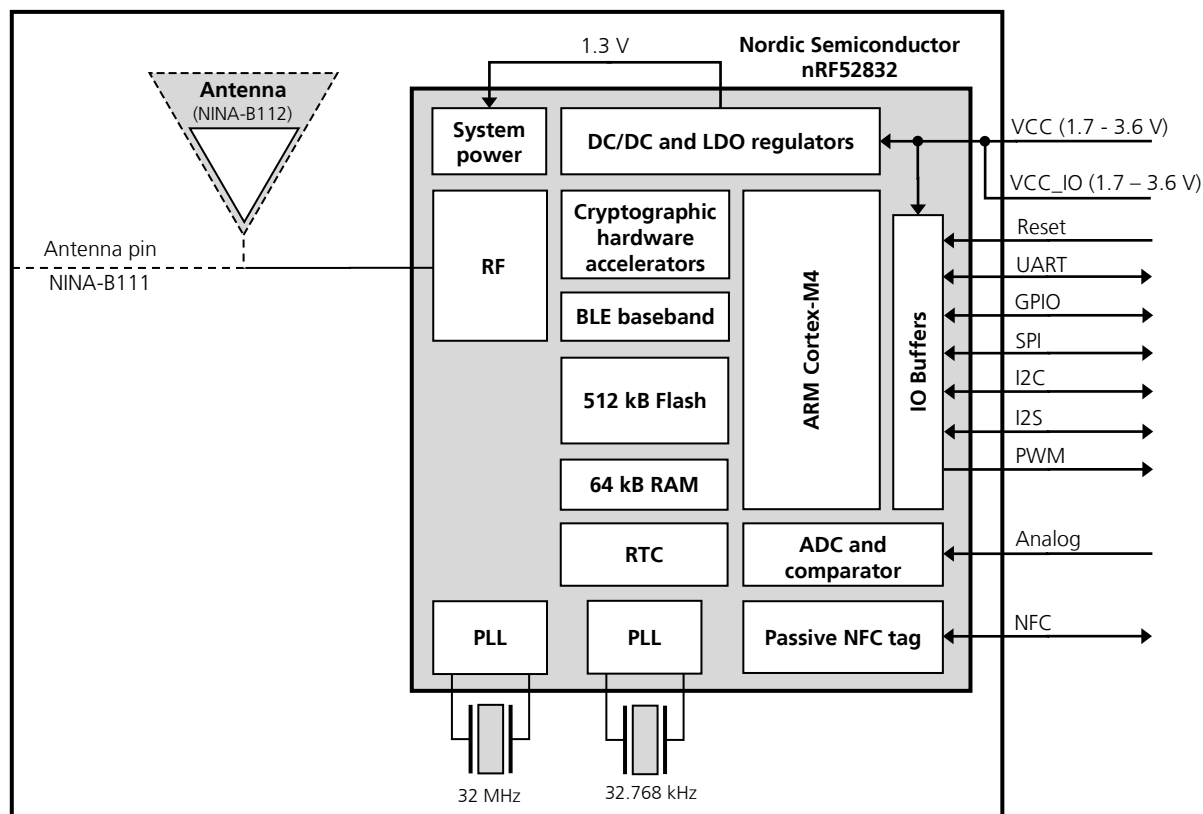 1.3 V
Nordic Semiconductor
nRF52832
Antenna
(NINA-B112)
System
power
DC/DC and LDO regulators
VCC (1.7 - 3.6 V)
VCC_IO (1.7 – 3.6 V)
Antenna pin
NINA-B111
RF
Cryptographic
hardware
accelerators
BLE baseband
512 kB Flash
64 kB RAM
RTC
ARM Cortex-M4
IO Buffers
Reset
UART
GPIO
SPI
I2C
I2S
PWM
ADC and
comparator
Analog
PLL
PLL
Passive NFC tag
NFC
32 MHz
32.768 kHz